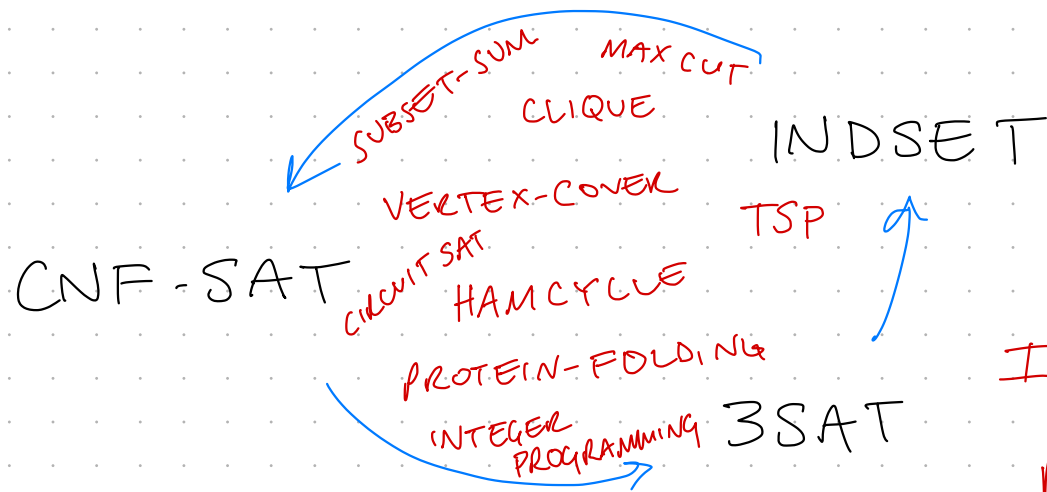 SUBSET-SUM
MAX CUT
CLIQUE
INDSET
VERTEX-COVER
TSP
CNF-SAT
CIRCUIT SAT
HAMCYCLE
PROTEIN-FOLDING
INTEGER
PROGRAMMING
3SAT